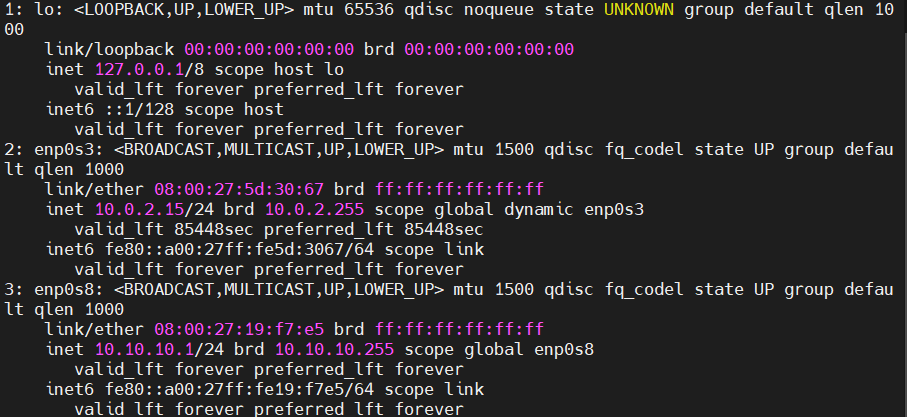 1: lo: <LOOPBACK,UP,LOWER_UP> mtu 65536 qdisc noqueue state UNKNOWN group default qlen 10
00
link/loopback 00:00:00:00:00:00 brd 00:00:00:00:00:00
inet 127.0.0.1/8 scope host lo
valid_lft forever preferred_lft forever
inet6 ::1/128 scope host
valid_lft forever preferred_lft forever
2: enp0s3: <BROADCAST,MULTICAST,UP,LOWER_UP> mtu 1500 qdisc fq_codel state UP group defau
lt qlen 1000
link/ether 08:00:27:5d:30:67 brd ff:ff:ff:ff:ff:ff
inet 10.0.2.15/24 brd 10.0.2.255 scope global dynamic enp0s3
valid_lft 85448sec preferred_lft 85448sec
inet6 fe80::a00:27ff:fe5d:3067/64 scope link
valid_lft forever preferred_lft forever
3: enp0s8: <BROADCAST,MULTICAST,UP,LOWER_UP> mtu 1500 qdisc fq_codel state UP group defau
lt qlen 1000
link/ether 08:00:27:19:f7:e5 brd ff:ff:ff:ff:ff:ff
inet 10.10.10.1/24 brd 10.10.10.255 scope global enp0s8
valid_lft forever preferred_lft forever
inet6 fe80::a00:27ff:fe19:f7e5/64 scope link
valid_lft forever preferred_lft forever